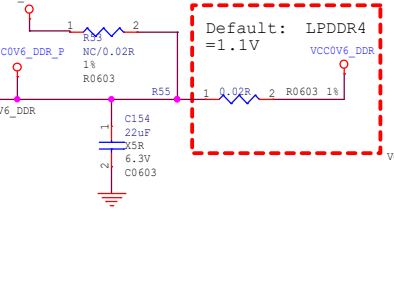 1
2
R53
NC/0.02R
1%
R0603
Default: LPDDR4
=1.1V
VCC0V6_DDR
C0V6_DDR_P
R55
1
0.02R
2
R0603
1%
V6_DDR
C154
22uF
X5R
6.3V
C0603
1
2
V